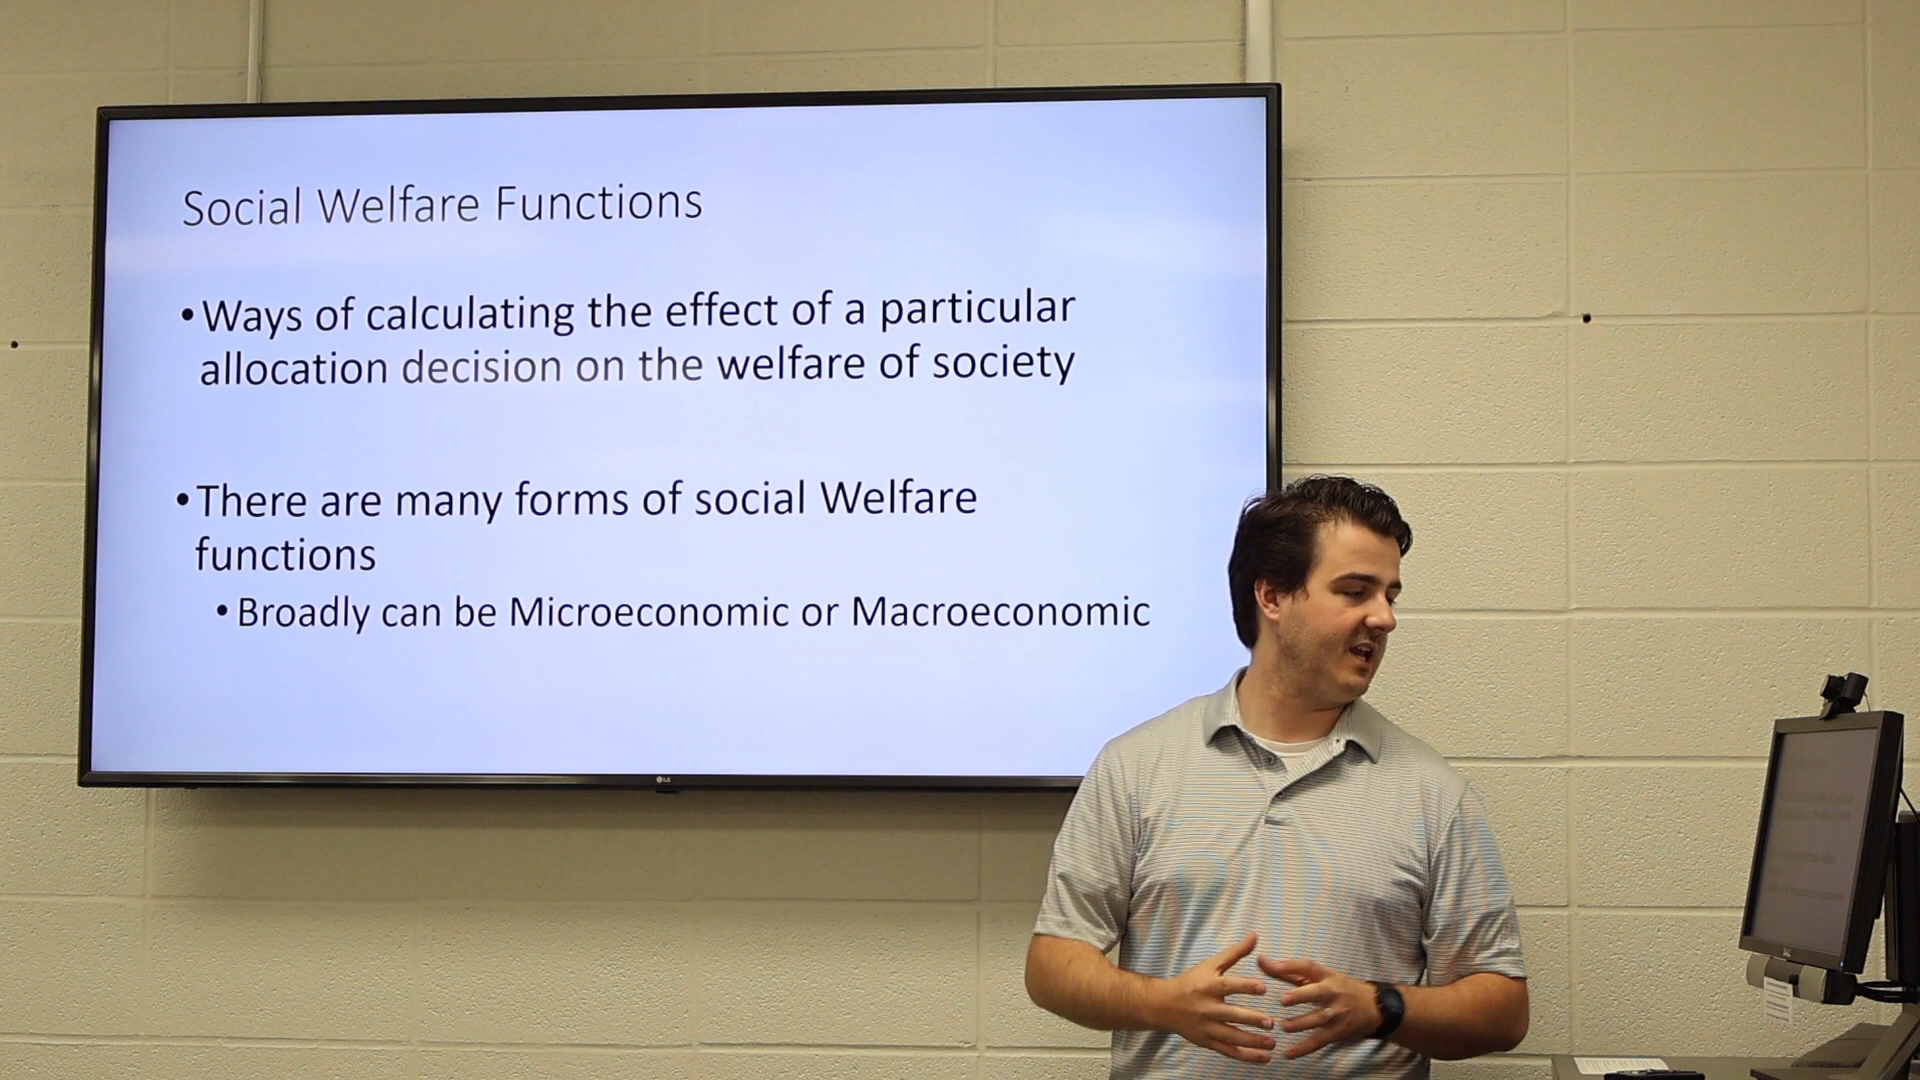 Social Welfare Functions
•Ways of calculating the effect of a particular
allocation decision on the welfare of society
•There are many forms of social Welfare
functions
•Broadly can be Microeconomic or Macroeconomic
LG